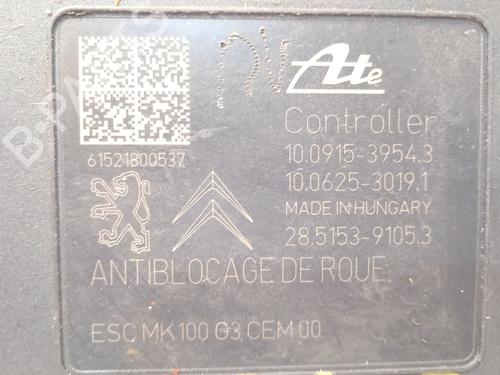 Ate
Controller
61521800537
10.0915-3954.3
10.0625-3019.1
MADE IN HUNGARY
28.5153-9105.3
ANTIBLOCAGE DE ROUE
ESC MK100 G3 CEM 00